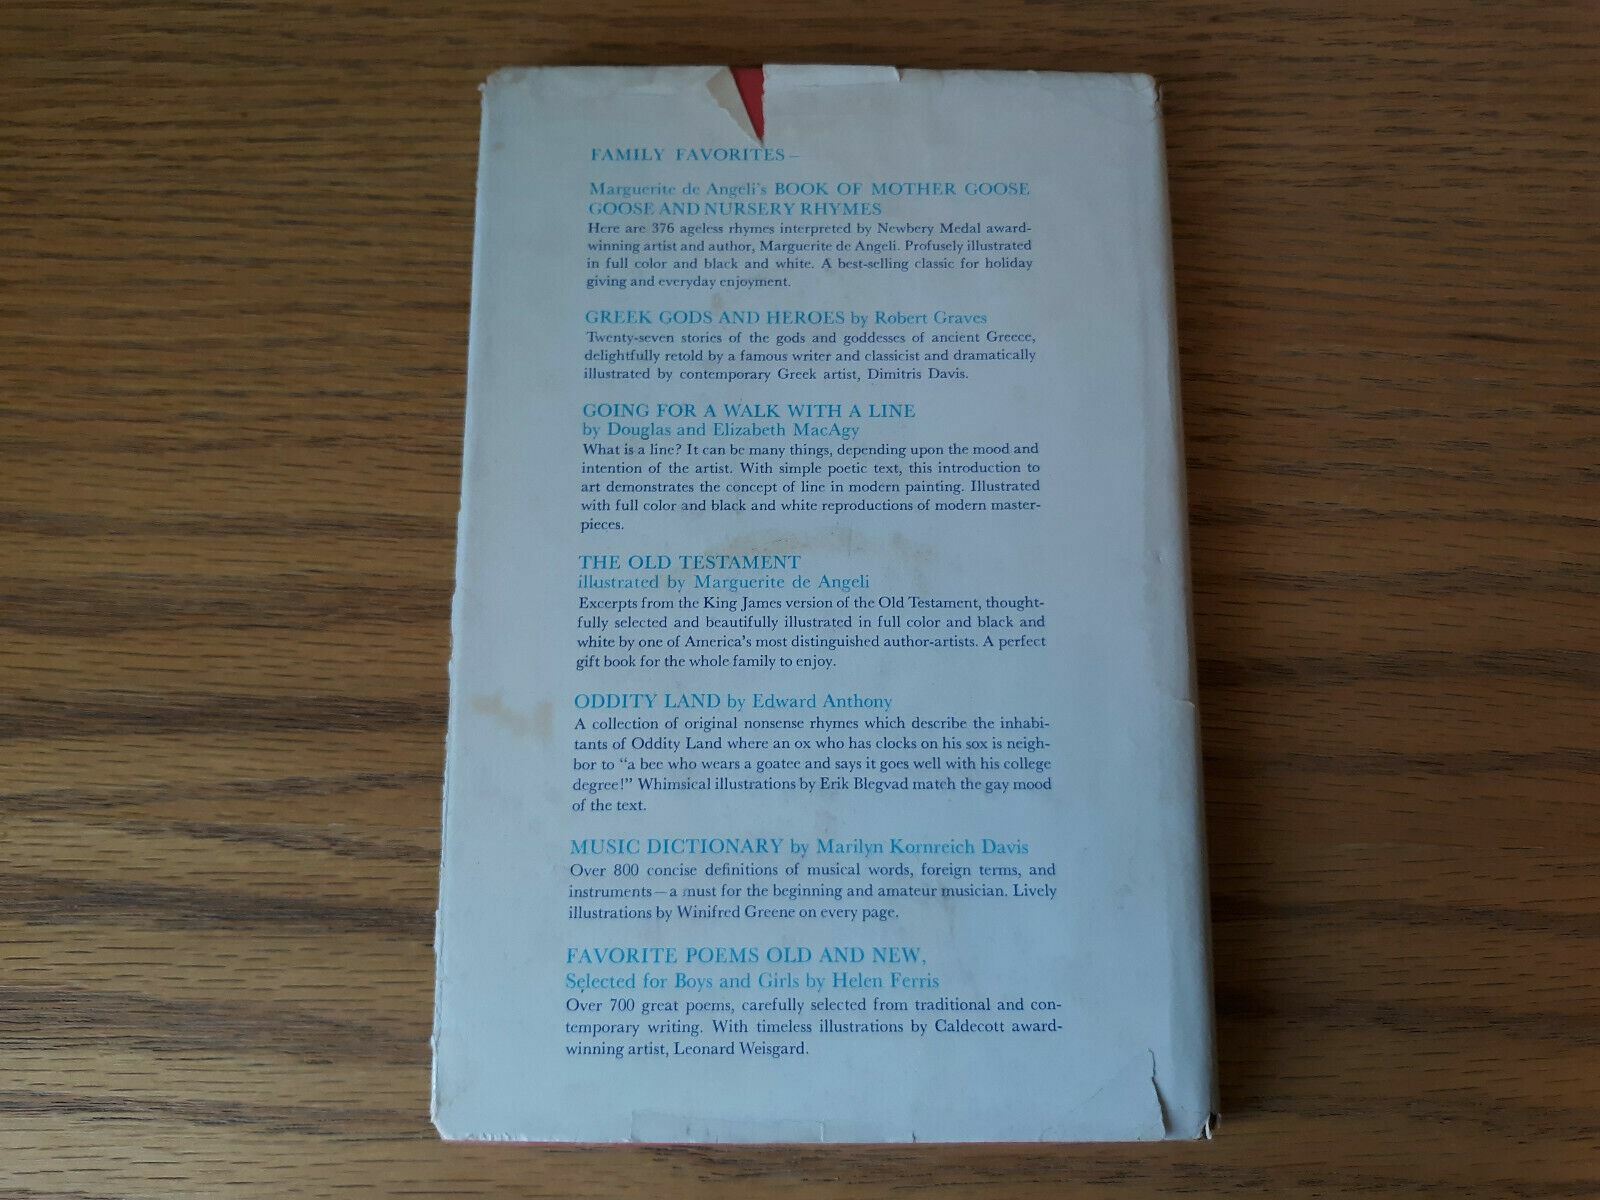 FAMILY FAVORITES—
Marguerite de Angeli's BOOK OF MOTHER GOOSE
GOOSE AND NURSERY RHYMES
Here are 376 ageless rhymes interpreted by Newbery Medal award-
winning artist and author, Marguerite de Angeli. Profusely illustrated
in full color and black and white. A best-selling classic for holiday
giving and everyday enjoyment.
GREEK GODS AND HEROES by Robert Graves
Twenty-seven stories of the gods and goddesses of ancient Greece,
delightfully retold by a famous writer and classicist and dramatically
illustrated by contemporary Greek artist, Dimitris Davis.
GOING FOR A WALK WITH A LINE
by Douglas and Elizabeth MacAgy
What is a line? It can be many things, depending upon the mood and
intention of the artist. With simple poetic text, this introduction to
art demonstrates the concept of line in modern painting. Illustrated
with full color and black and white reproductions of modern master-
pieces.
THE OLD TESTAMENT
illustrated by Marguerite de Angeli
Excerpts from the King James version of the Old Testament, thought-
fully selected and beautifully illustrated in full color and black and
white by one of America's most distinguished author-artists. A perfect
gift book for the whole family to enjoy.
ODDITY LAND by Edward Anthony
A collection of original nonsense rhymes which describe the inhabi-
tants of Oddity Land where an ox who has clocks on his sox is neigh-
bor to "a bee who wears a goatee and says it goes well with his college
degree!" Whimsical illustrations by Erik Blegvad match the gay mood
of the text.
MUSIC DICTIONARY by Marilyn Kornreich Davis
Over 800 concise definitions of musical words, foreign terms, and
instruments—a must for the beginning and amateur musician. Lively
illustrations by Winifred Greene on every page.
FAVORITE POEMS OLD AND NEW,
Selected for Boys and Girls by Helen Ferris
Over 700 great poems, carefully selected from traditional and con-
temporary writing. With timeless illustrations by Caldecott award-
winning artist, Leonard Weisgard.